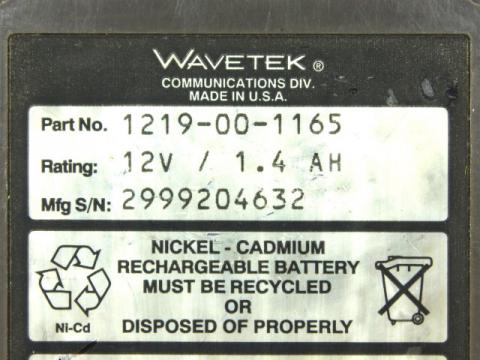 WAVETEK®
COMMUNICATIONS DIV.
MADE IN U.S.A.
Part No. 1219-00-1165
Rating: 12V / 1.4 AH
Mfg S/N: 2999204632
NICKEL - CADMIUM
RECHARGEABLE BATTERY
MUST BE RECYCLED
OR
DISPOSED OF PROPERLY
Ni-Cd